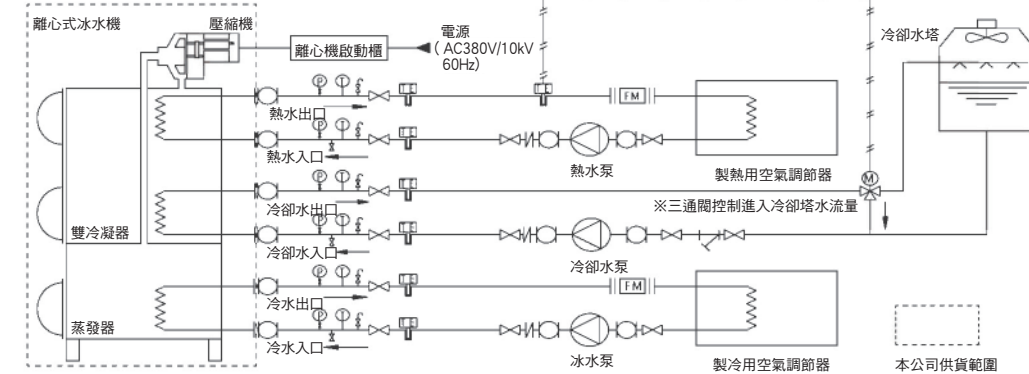 離心式冰水機
壓縮機
電源
( AC380V/10kV
60Hz)
離心機啟動櫃
冷卻水塔
P T
熱水出口
FM
P T
熱水入口
熱水泵
製熱用空氣調節器
P T
冷卻水出口
M
※三通閥控制進入冷卻塔水流量
雙冷凝器
P T
冷卻水入口
冷卻水泵
P T
冷水出口
FM
蒸發器
P T
冷水入口
冰水泵
製冷用空氣調節器
本公司供貨範圍